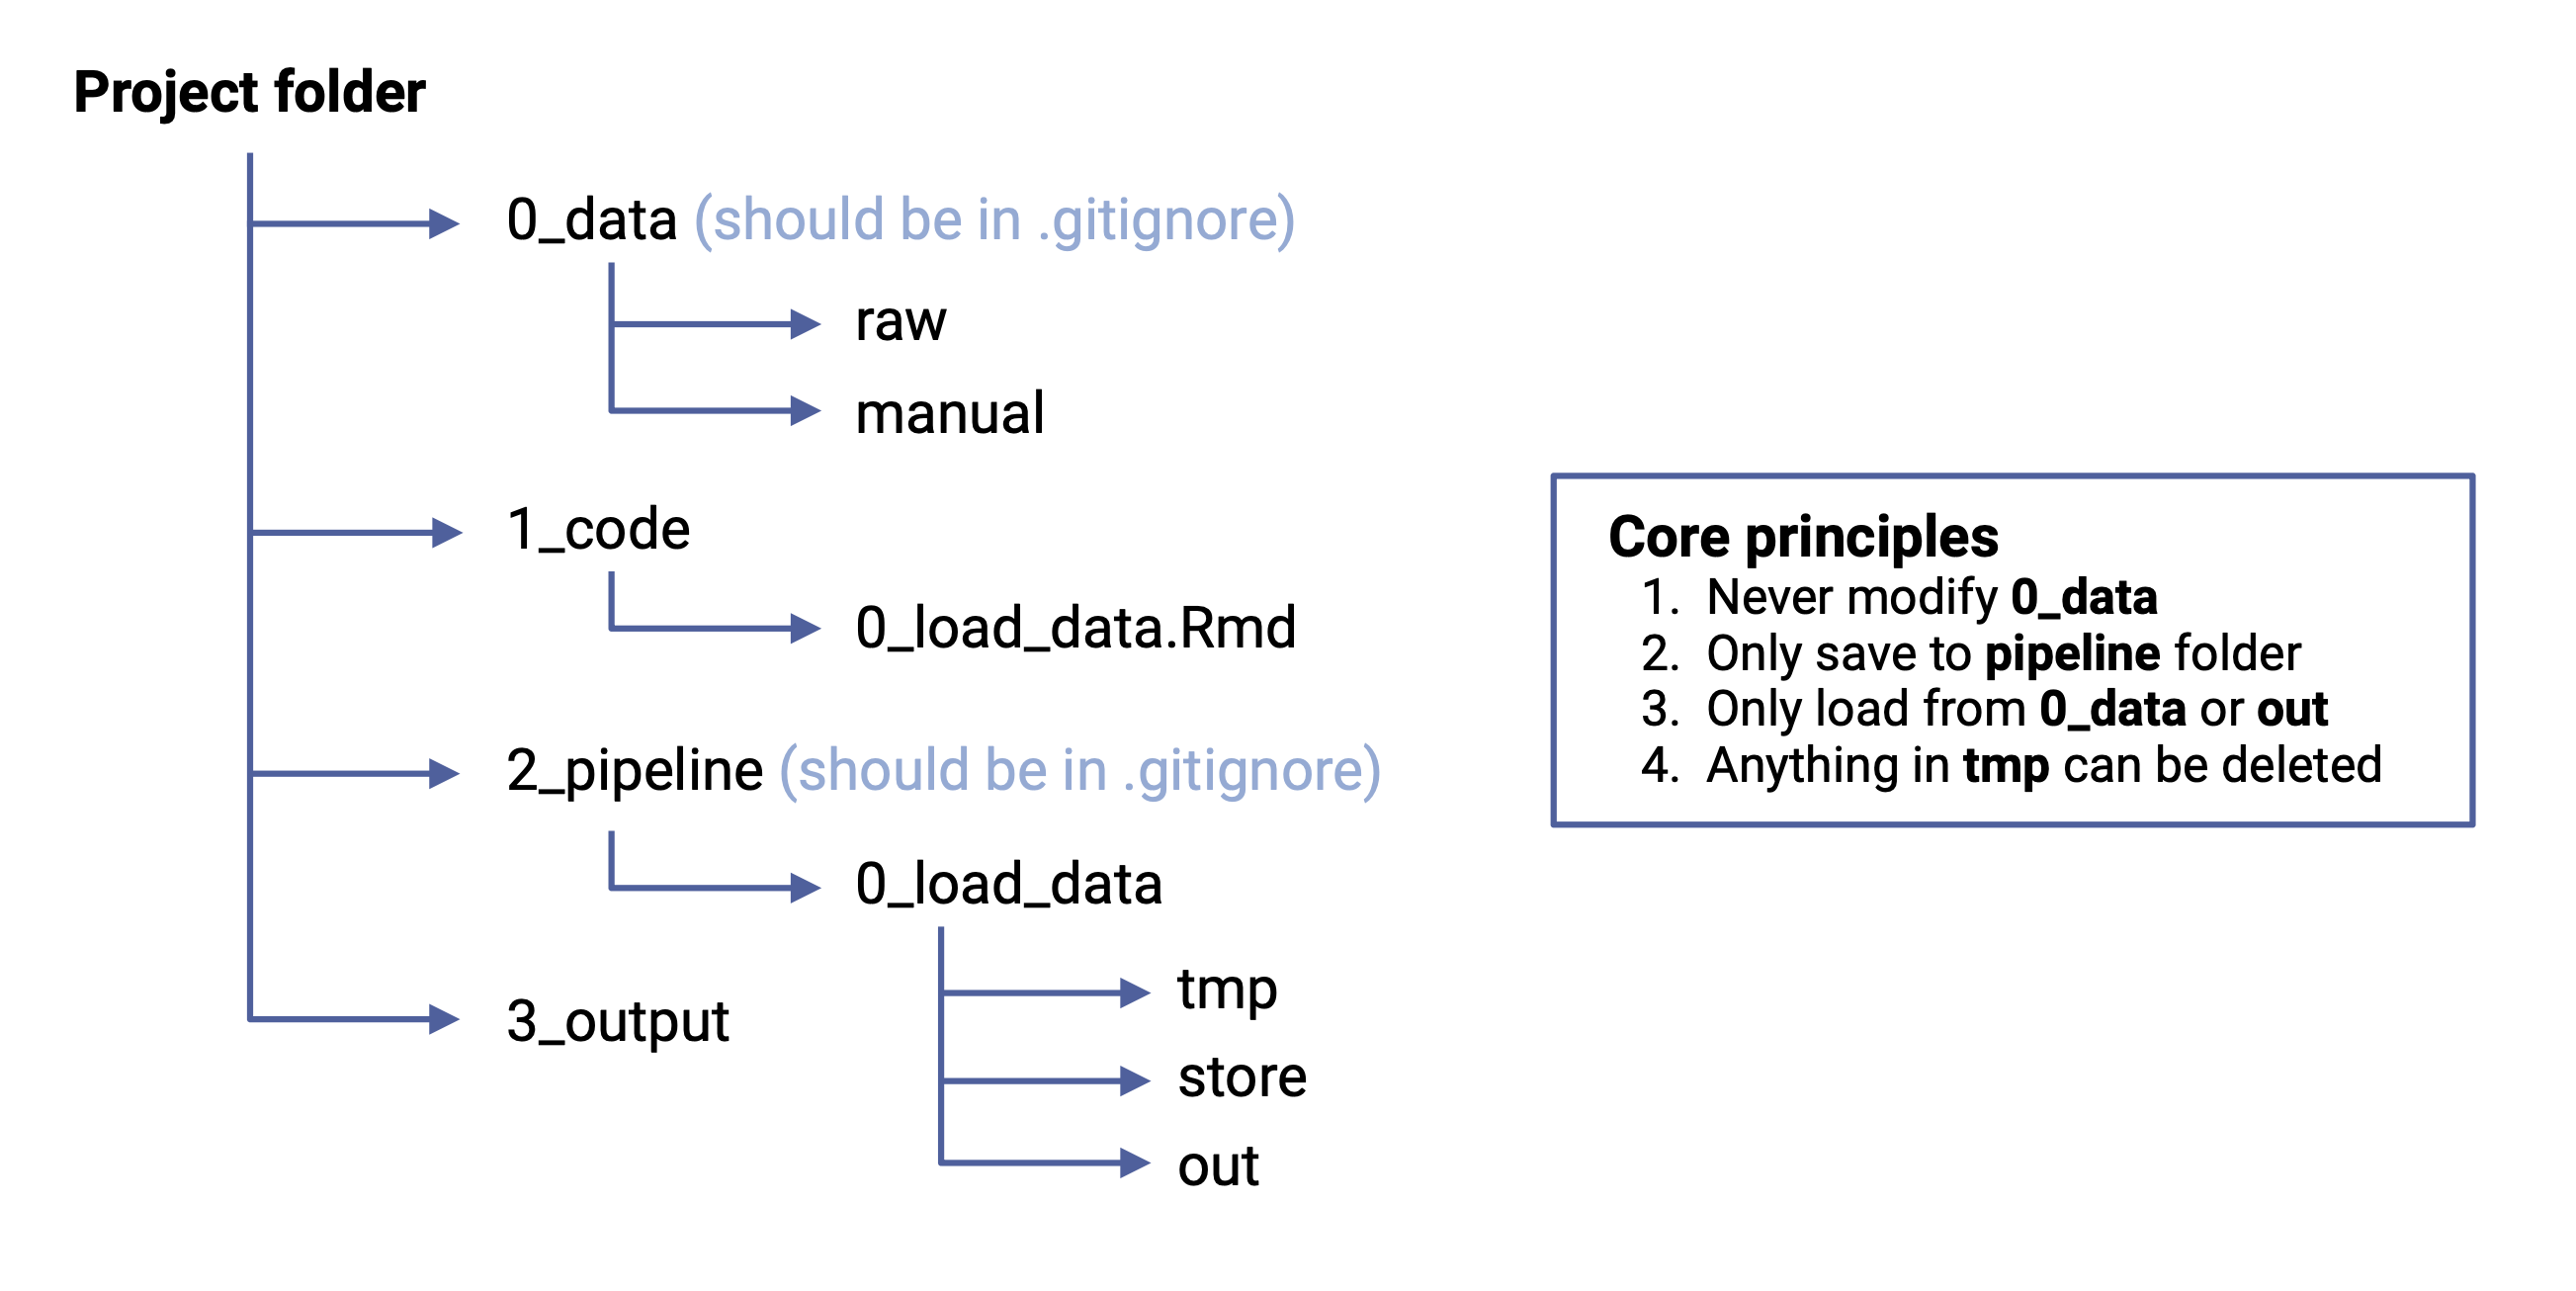 Project folder
0_data (should be in .gitignore)
raw
manual
1_code
0_load_data.Rmd
2_pipeline (should be in .gitignore)
0_load_data
tmp
store
out
3_output
Core principles
1. Never modify 0_data
2. Only save to pipeline folder
3. Only load from 0_data or out
4. Anything in tmp can be deleted